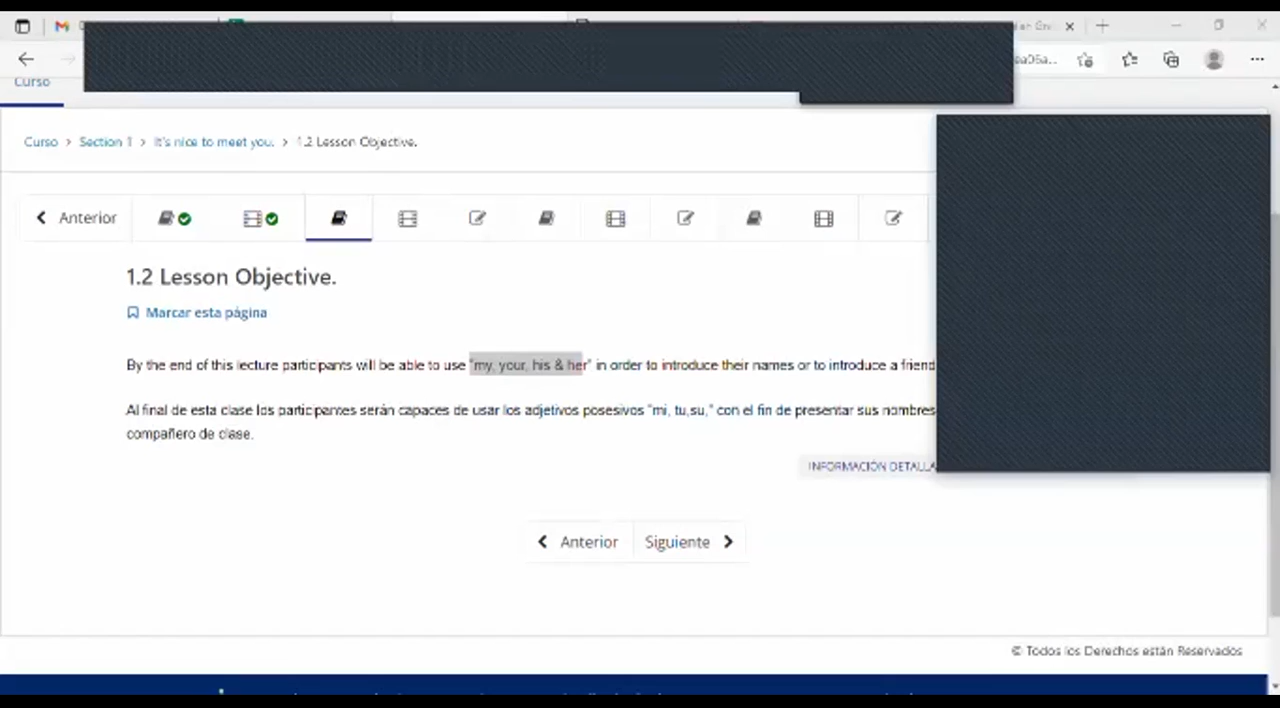 Curso
Curso > Section 1 > It's nice to meet you. > 1.2 Lesson Objective.
Anterior
1.2 Lesson Objective.
Marcar esta página
By the end of this lecture participants will be able to use "my, your, his & her" in order to introduce their names or to introduce a friend
Al final de esta clase los participantes serán capaces de usar los adjetivos posesivos "mi, tu,su," con el fin de presentar sus nombres
compañero de clase.
INFORMACIÓN DETALLA
Anterior Siguiente
© Todos los Derechos están Reservados